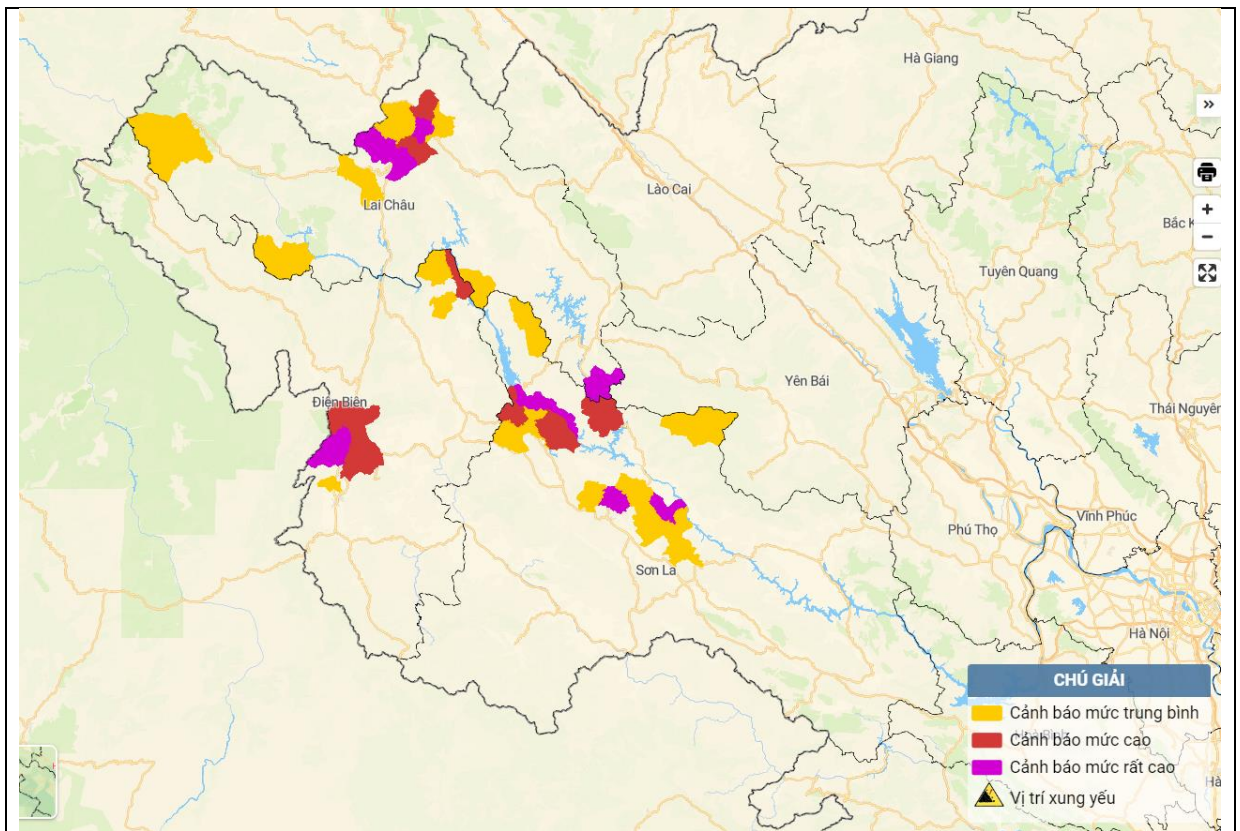 Hà Giang
»
Lào Cai
+
Bắc K
−
Lai Châu
Tuyên Quang
Yên Bái
Điện Biên
Thái Nguyên
Vĩnh Phúc
Phú Thọ
Sơn La
Hà Nội
CHÚ GIẢI
Cảnh báo mức trung bình
Cảnh báo mức cao
Cảnh báo mức rất cao
Hà
Vị trí xung yếu